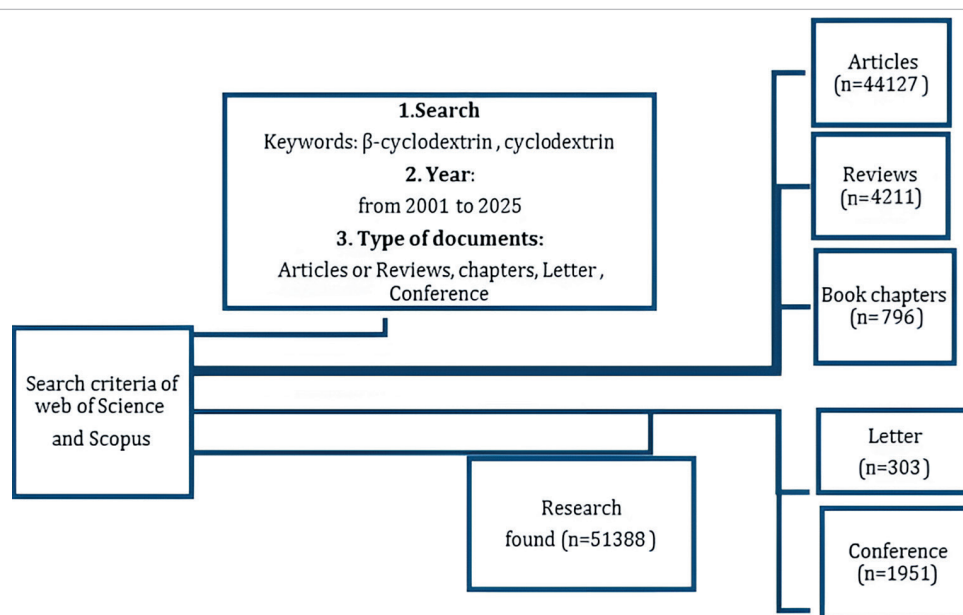 1.Search
Keywords: β-cyclodextrin , cyclodextrin
2. Year:
from 2001 to 2025
3. Type of documents:
Articles or Reviews, chapters, Letter ,
Conference
Search criteria of
web of Science
and Scopus
Research
found (n=51388 )
Articles
(n=44127 )
Reviews
(n=4211)
Book chapters
(n=796)
Letter
(n=303)
Conference
(n=1951)